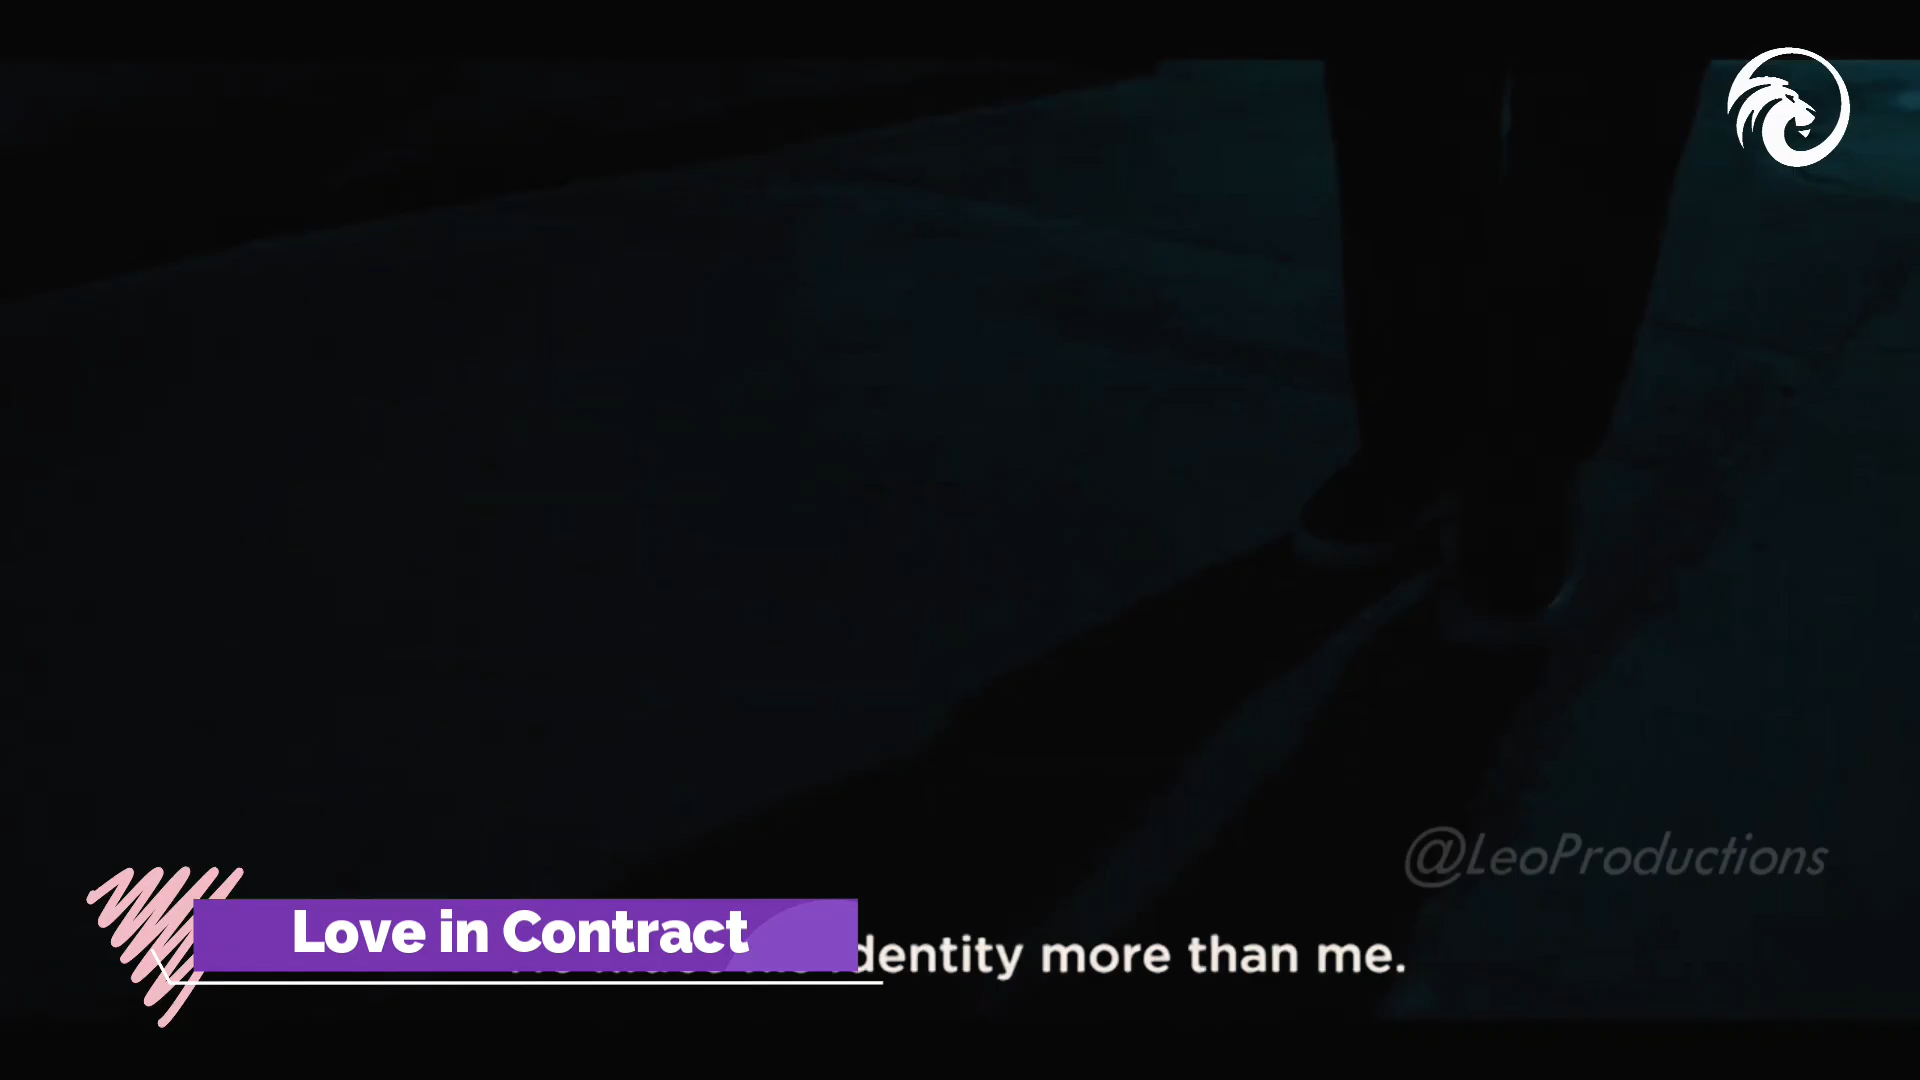 @LeoProductions
Love in Contract
dentity more than me.